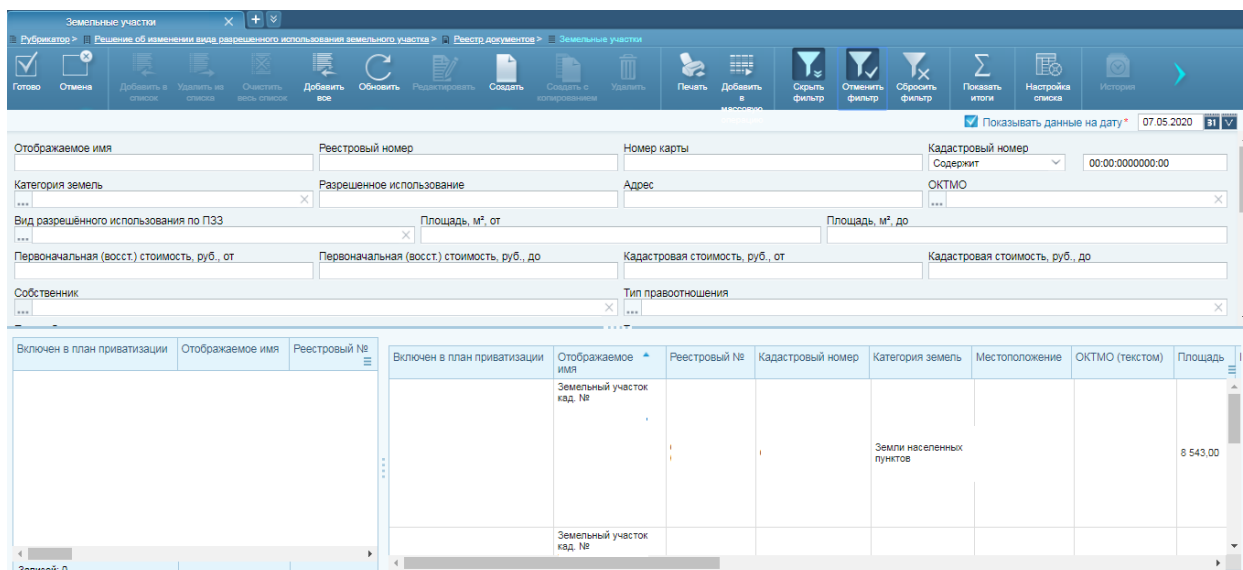 Земельные участки
Рубрикатор > Решение об изменении вида разрешенного использования земельного участка > Реестр документов > Земельные участки
Готово Отмена Добавить в список Удалить из списка Очистить весь список Добавить все Обновить Редактировать Создать Создать с копированием Удалить Печать Добавить в массовую Скрыть фильтр Отменить фильтр Сбросить фильтр Показать итоги Настройка списка История
Показывать данные на дату * 07.05.2020 31
Отображаемое имя Реестровый номер Номер карты Кадастровый номер
Содержит 00:00:0000000:00
Категория земель Разрешенное использование Адрес ОКТМО
Вид разрешённого использования по ПЗЗ Площадь, м², от Площадь, м², до
Первоначальная (восст.) стоимость, руб., от Первоначальная (восст.) стоимость, руб., до Кадастровая стоимость, руб., от Кадастровая стоимость, руб., до
Собственник Тип правоотношения
Включен в план приватизации Отображаемое имя Реестровый №
Включен в план приватизации Отображаемое имя Реестровый № Кадастровый номер Категория земель Местоположение ОКТМО (текстом) Площадь
Земельный участок
кад. №
Земли населенных
пунктов
8 543,00
Земельный участок
кад. №
Записей: 0